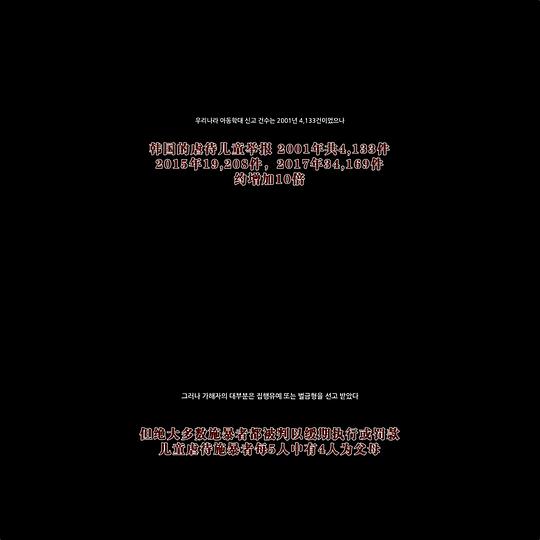 우리나라 아동학대 신고 건수는 2001년 4,133건이었으나
韩国的虐待儿童举报 2001年共4,133件
2015年19,208件，2017年34,169件
约增加10倍
그러나 가해자의 대부분은 집행유예 또는 벌금형을 선고 받았다
但绝大多数施暴者都被判以缓期执行或罚款
儿童虐待施暴者每5人中有4人为父母